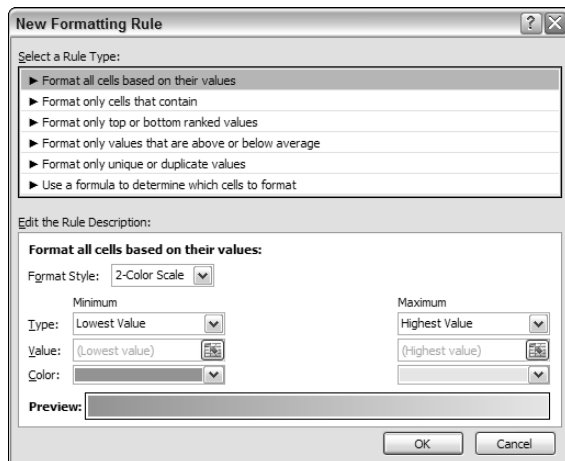 New Formatting Rule
Select a Rule Type:
► Format all cells based on their values
► Format only cells that contain
► Format only top or bottom ranked values
► Format only values that are above or below average
► Format only unique or duplicate values
► Use a formula to determine which cells to format
Edit the Rule Description:
Format all cells based on their values:
Format Style: 2-Color Scale
Minimum Maximum
Type: Lowest Value Highest Value
Value: (Lowest value) (Highest value)
Color:
Preview:
OK Cancel